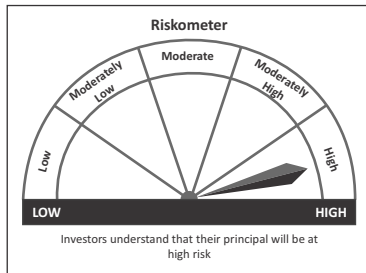 Riskometer
Low
Moderately
Low
Moderate
Moderately
High
High
LOW
HIGH
Investors understand that their principal will be at
high risk